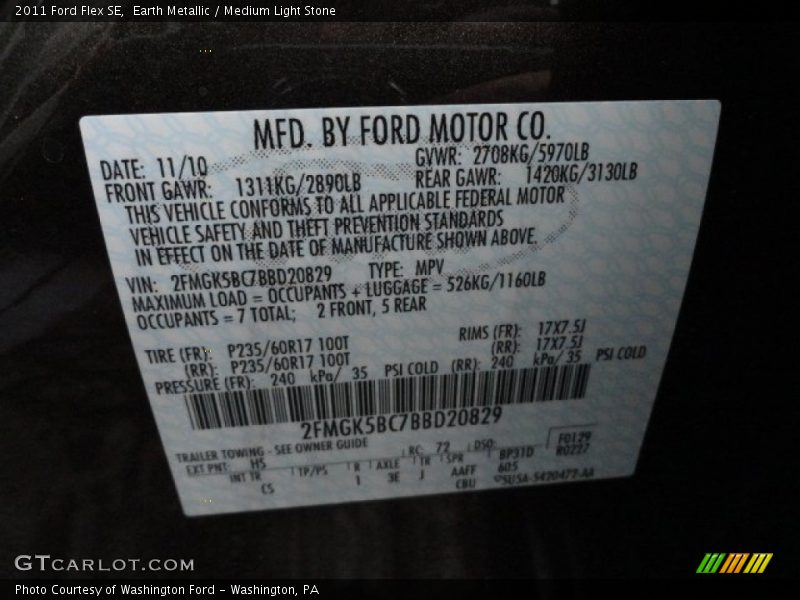 2011 Ford Flex SE, Earth Metallic / Medium Light Stone
MFD. BY FORD MOTOR CO.
DATE: 11/10 GVWR: 2708KG/5970LB
FRONT GAWR: 1311KG/2890LB REAR GAWR: 1420KG/3130LB
THIS VEHICLE CONFORMS TO ALL APPLICABLE FEDERAL MOTOR
VEHICLE SAFETY AND THEFT PREVENTION STANDARDS
IN EFFECT ON THE DATE OF MANUFACTURE SHOWN ABOVE.
VIN: 2FMGK5BC7BBD20829 TYPE: MPV
MAXIMUM LOAD = OCCUPANTS + LUGGAGE = 526KG/1160LB
OCCUPANTS = 7 TOTAL; 2 FRONT, 5 REAR
TIRE (FR): P235/60R17 100T RIMS (FR): 17X7.5J
(RR): P235/60R17 100T (RR): 17X7.5J
PRESSURE (FR): 240 kPa/ 35 PSI COLD (RR): 240 kPa/ 35 PSI COLD
2FMGK5BC7BBD20829
TRAILER TOWING - SEE OWNER GUIDE RC: 72 DSO: F0129
EXT PNT: H5 BP31D R0227
INT TR TP/PS R AXLE TR SPR 605
CS 1 3E J AAFF
CBU 5U5A-5420472-AA
GTCARLOT.COM
Photo Courtesy of Washington Ford - Washington, PA